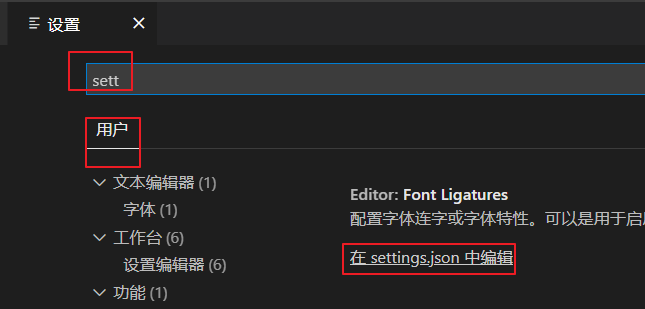 设置
sett
用户
文本编辑器 (1)
字体 (1)
工作台 (6)
设置编辑器 (6)
功能 (1)
Editor: Font Ligatures
配置字体连字或字体特性。可以是用于启
在 settings.json 中编辑